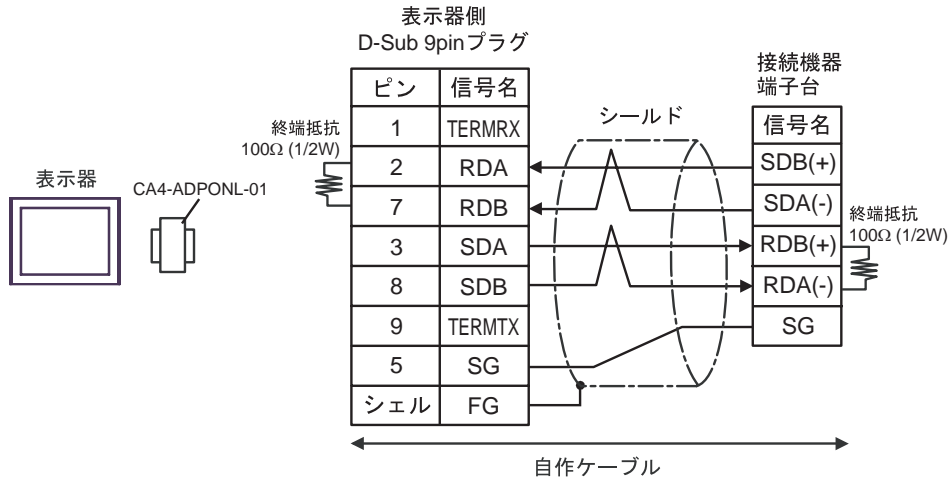 表示器側
D-Sub 9pinプラグ
接続機器
端子台
シールド
終端抵抗
100Ω (1/2W)
表示器
CA4-ADPONL-01
ピン 信号名
1 TERMRX
2 RDA
7 RDB
3 SDA
8 SDB
9 TERMTX
5 SG
シェル FG
信号名
SDB(+)
SDA(-)
RDB(+)
RDA(-)
SG
終端抵抗
100Ω (1/2W)
自作ケーブル